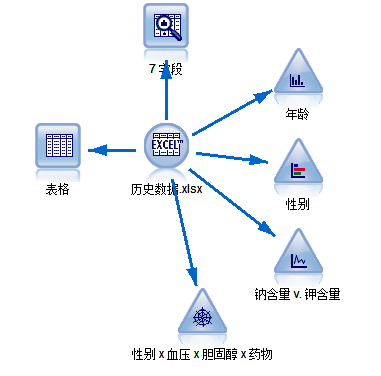 7 字段
年龄
EXCEL™
表格
历史数据.xlsx
性别
钠含量 v. 钾含量
性别 x 血压 x 胆固醇 x 药物